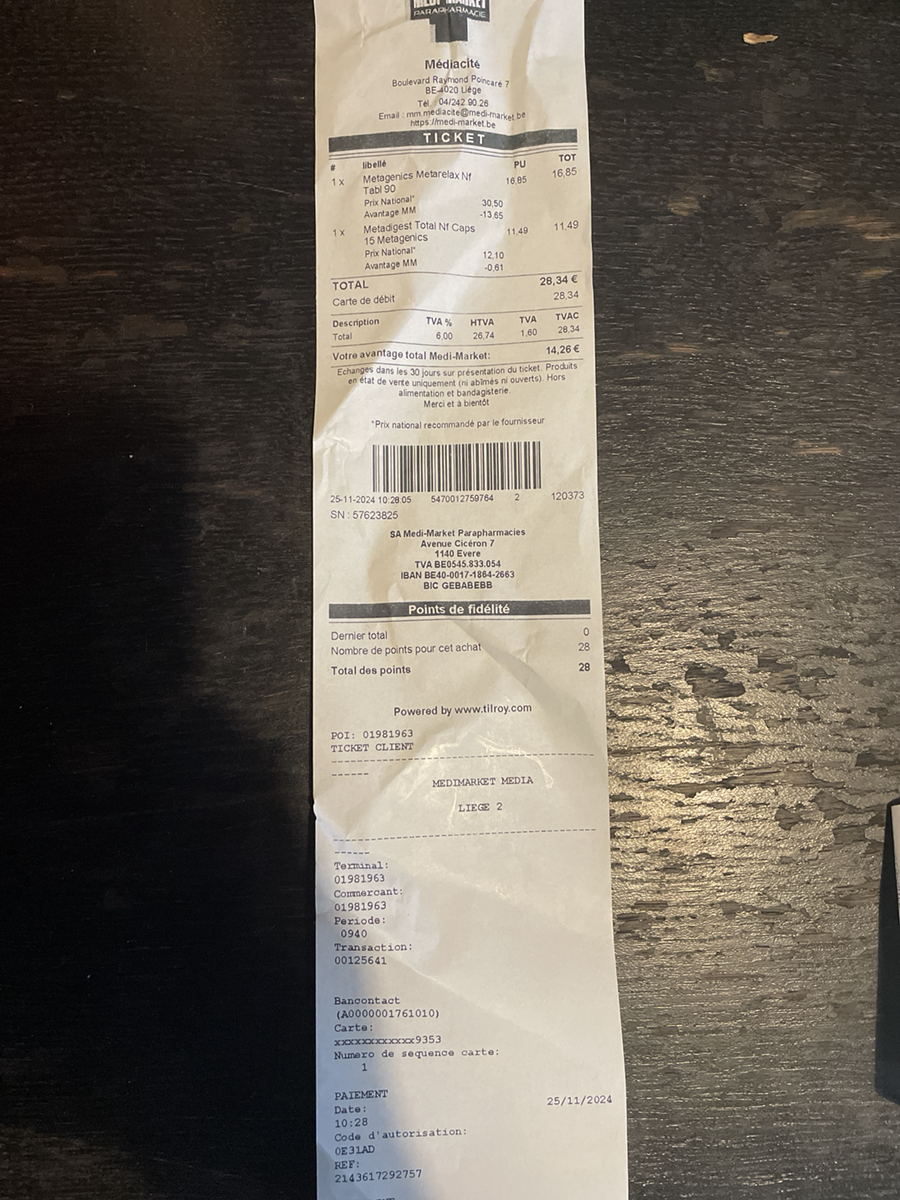 MEDI-MARKET
PARAPHARMACIE
Médiacité
Boulevard Raymond Poincaré 7
BE-4020 Liège
Tél. 04/242.90.26
Email : mm.mediacite@medi-market.be
https://medi-market.be
TICKET
# libellé PU TOT
1 x Metagenics Metarelax Nf 16,85 16,85
Tabl 90
Prix National* 30,50
Avantage MM -13,65
1 x Metadigest Total Nf Caps 11,49 11,49
15 Metagenics
Prix National* 12,10
Avantage MM -0,61
TOTAL 28,34 €
Carte de débit 28,34
Description TVA % HTVA TVA TVAC
Total 6,00 26,74 1,60 28,34
Votre avantage total Medi-Market: 14,26 €
Echanges dans les 30 jours sur présentation du ticket. Produits
en état de vente uniquement (ni abîmés ni ouverts). Hors
alimentation et bandagisterie.
Merci et à bientôt
*Prix national recommandé par le fournisseur
25-11-2024 10:28:05 5470012759764 2 120373
SN : 57623825
SA Medi-Market Parapharmacies
Avenue Cicéron 7
1140 Evere
TVA BE0545.833.054
IBAN BE40-0017-1864-2663
BIC GEBABEBB
Points de fidélité
Dernier total 0
Nombre de points pour cet achat 28
Total des points 28
Powered by www.tilroy.com
POI: 01981963
TICKET CLIENT
MEDIMARKET MEDIA
LIEGE 2
Terminal:
01981963
Commercant:
01981963
Periode:
0940
Transaction:
00125641
Bancontact
(A0000001761010)
Carte:
xxxxxxxxxxxx9353
Numero de sequence carte:
1
PAIEMENT
Date: 25/11/2024
10:28
Code d'autorisation:
0E31AD
REF:
2143617292757